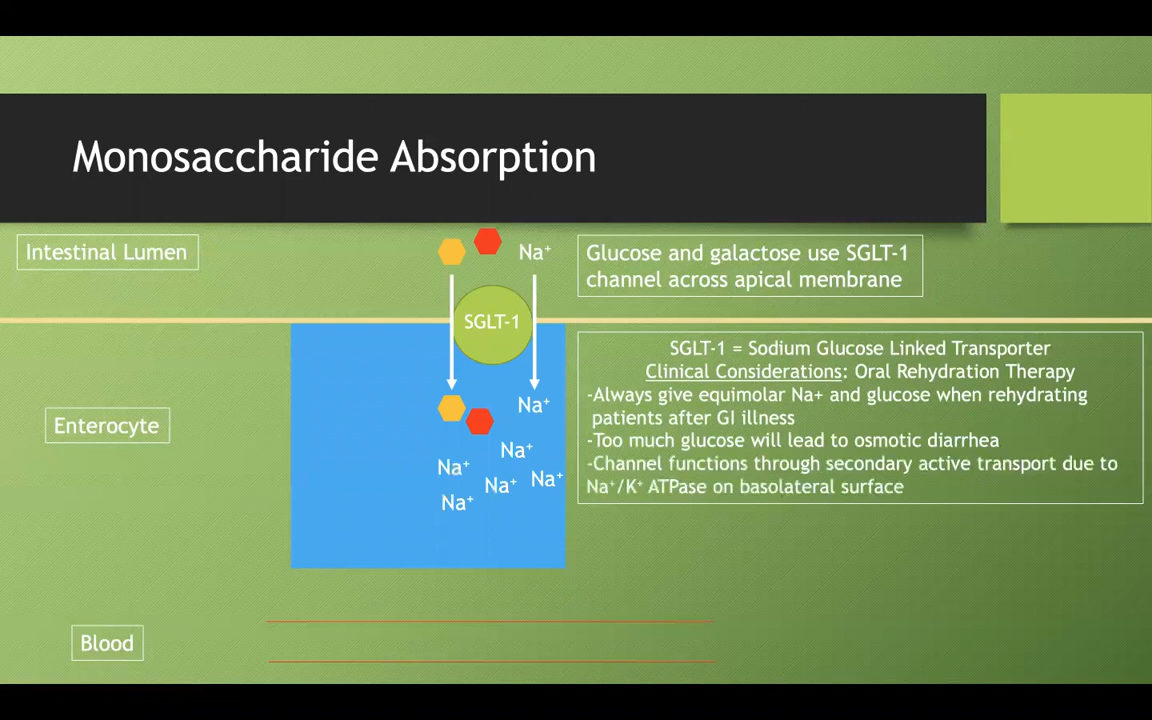 Monosaccharide Absorption
Intestinal Lumen
Na⁺
Glucose and galactose use SGLT-1
channel across apical membrane
SGLT-1
SGLT-1 = Sodium Glucose Linked Transporter
Clinical Considerations: Oral Rehydration Therapy
-Always give equimolar Na+ and glucose when rehydrating
patients after GI illness
-Too much glucose will lead to osmotic diarrhea
-Channel functions through secondary active transport due to
Na⁺/K⁺ ATPase on basolateral surface
Enterocyte
Na⁺
Na⁺
Na⁺
Na⁺
Na⁺
Na⁺
Blood